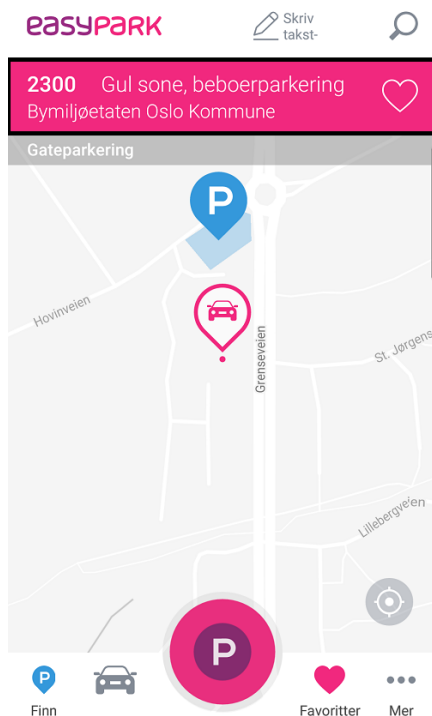 easypark
Skriv
takst-
2300 Gul sone, beboerparkering
Bymiljøetaten Oslo Kommune
Gateparkering
P
Hovinveien
Grenseveien
St. Jørgens
Lillebergveien
P
P
Finn
Favoritter
Mer